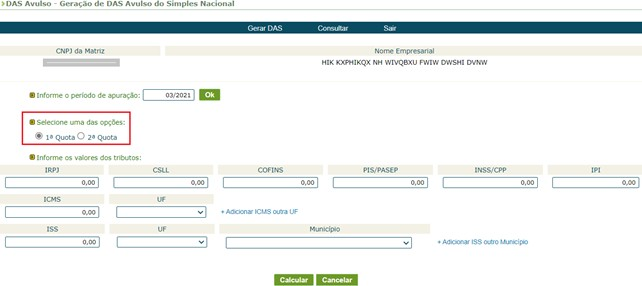 DAS Avulso - Geração de DAS Avulso do Simples Nacional
Gerar DAS Consultar Sair
CNPJ da Matriz Nome Empresarial
HIK KXPHIKQX NH WIVQBXU FWIW DWSHI DVNW
Informe o período de apuração: 03/2021 Ok
Selecione uma das opções:
1ª Quota 2ª Quota
Informe os valores dos tributos:
IRPJ CSLL COFINS PIS/PASEP INSS/CPP IPI
0,00 0,00 0,00 0,00 0,00 0,00
ICMS UF
0,00 + Adicionar ICMS outra UF
ISS UF Município
0,00 + Adicionar ISS outro Município
Calcular Cancelar